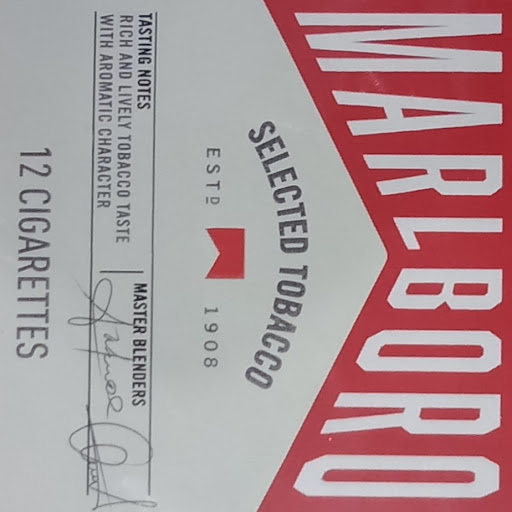 MARLBORO
SELECTED TOBACCO
ESTD 1908
TASTING NOTES
RICH AND LIVELY TOBACCO TASTE
WITH AROMATIC CHARACTER
MASTER BLENDERS
12 CIGARETTES